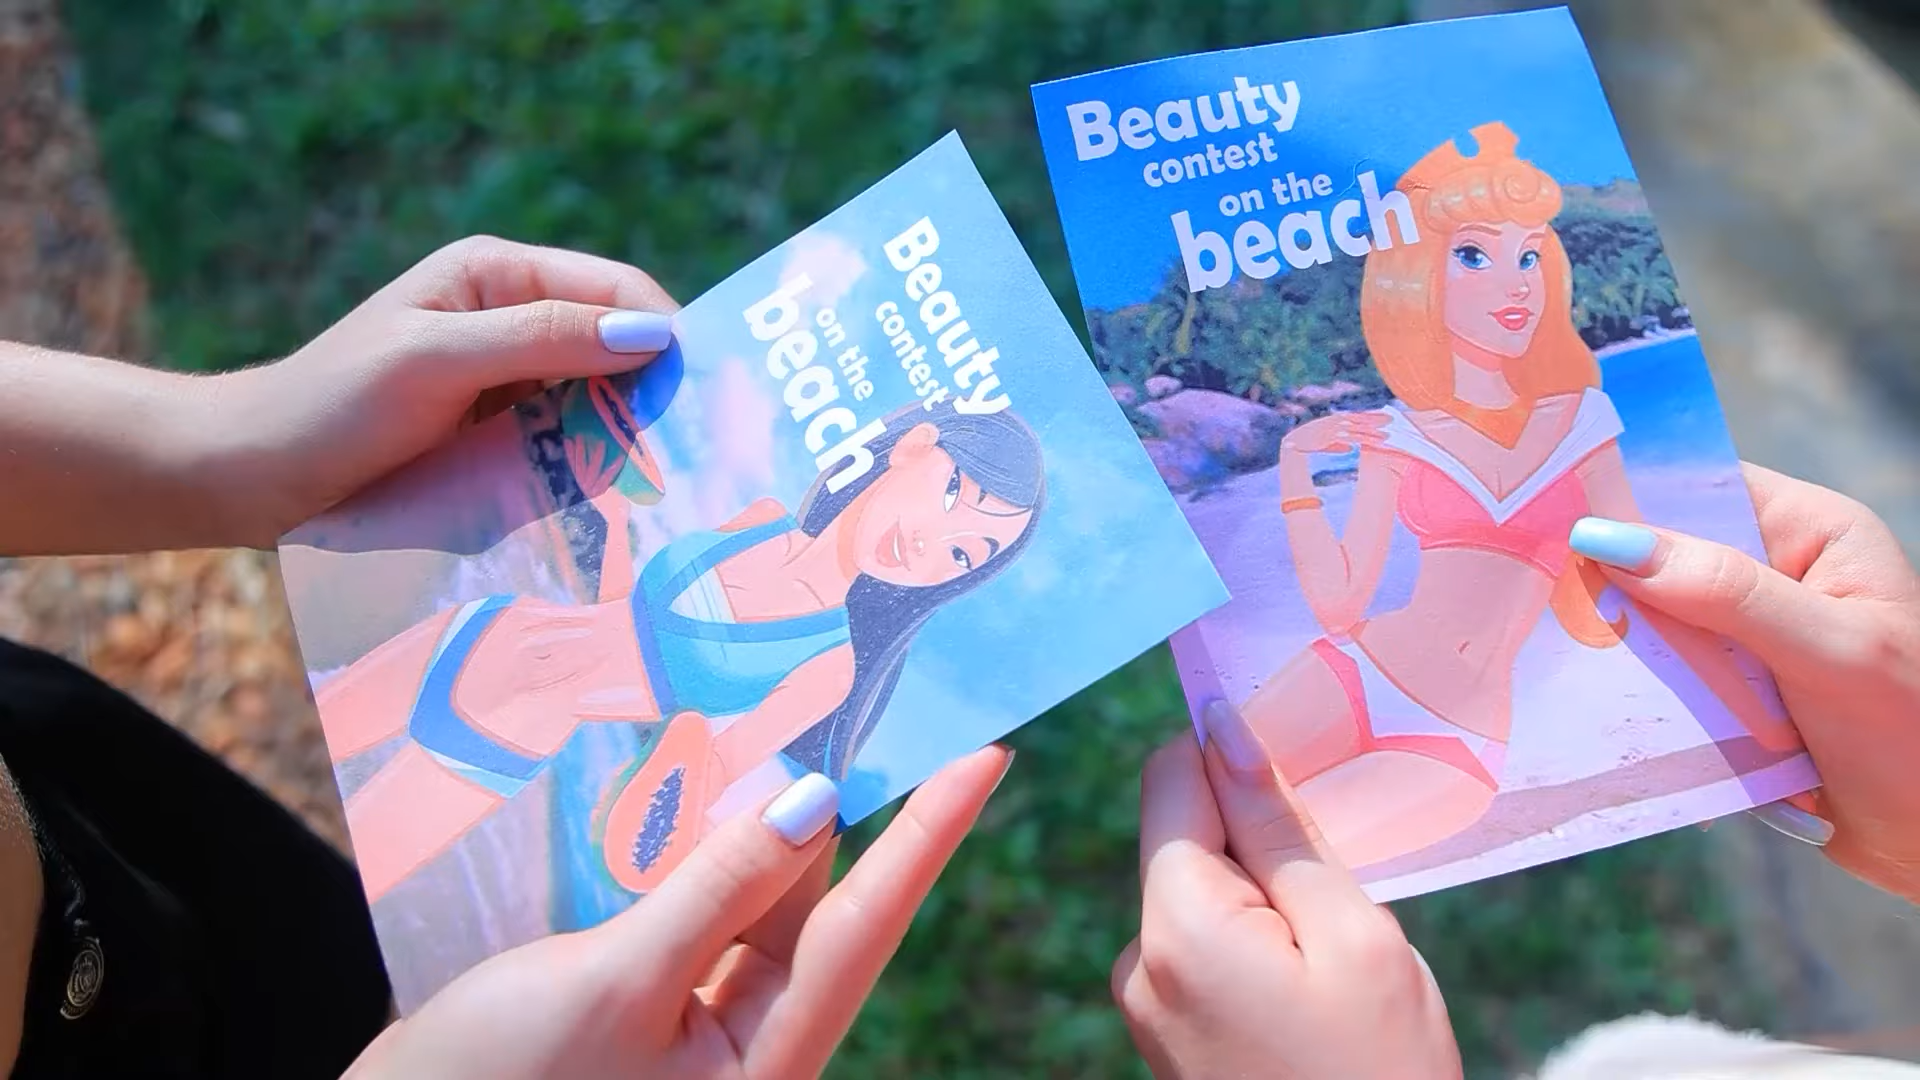 Beauty
contest
on the
beach
Beauty
contest
on the
beach